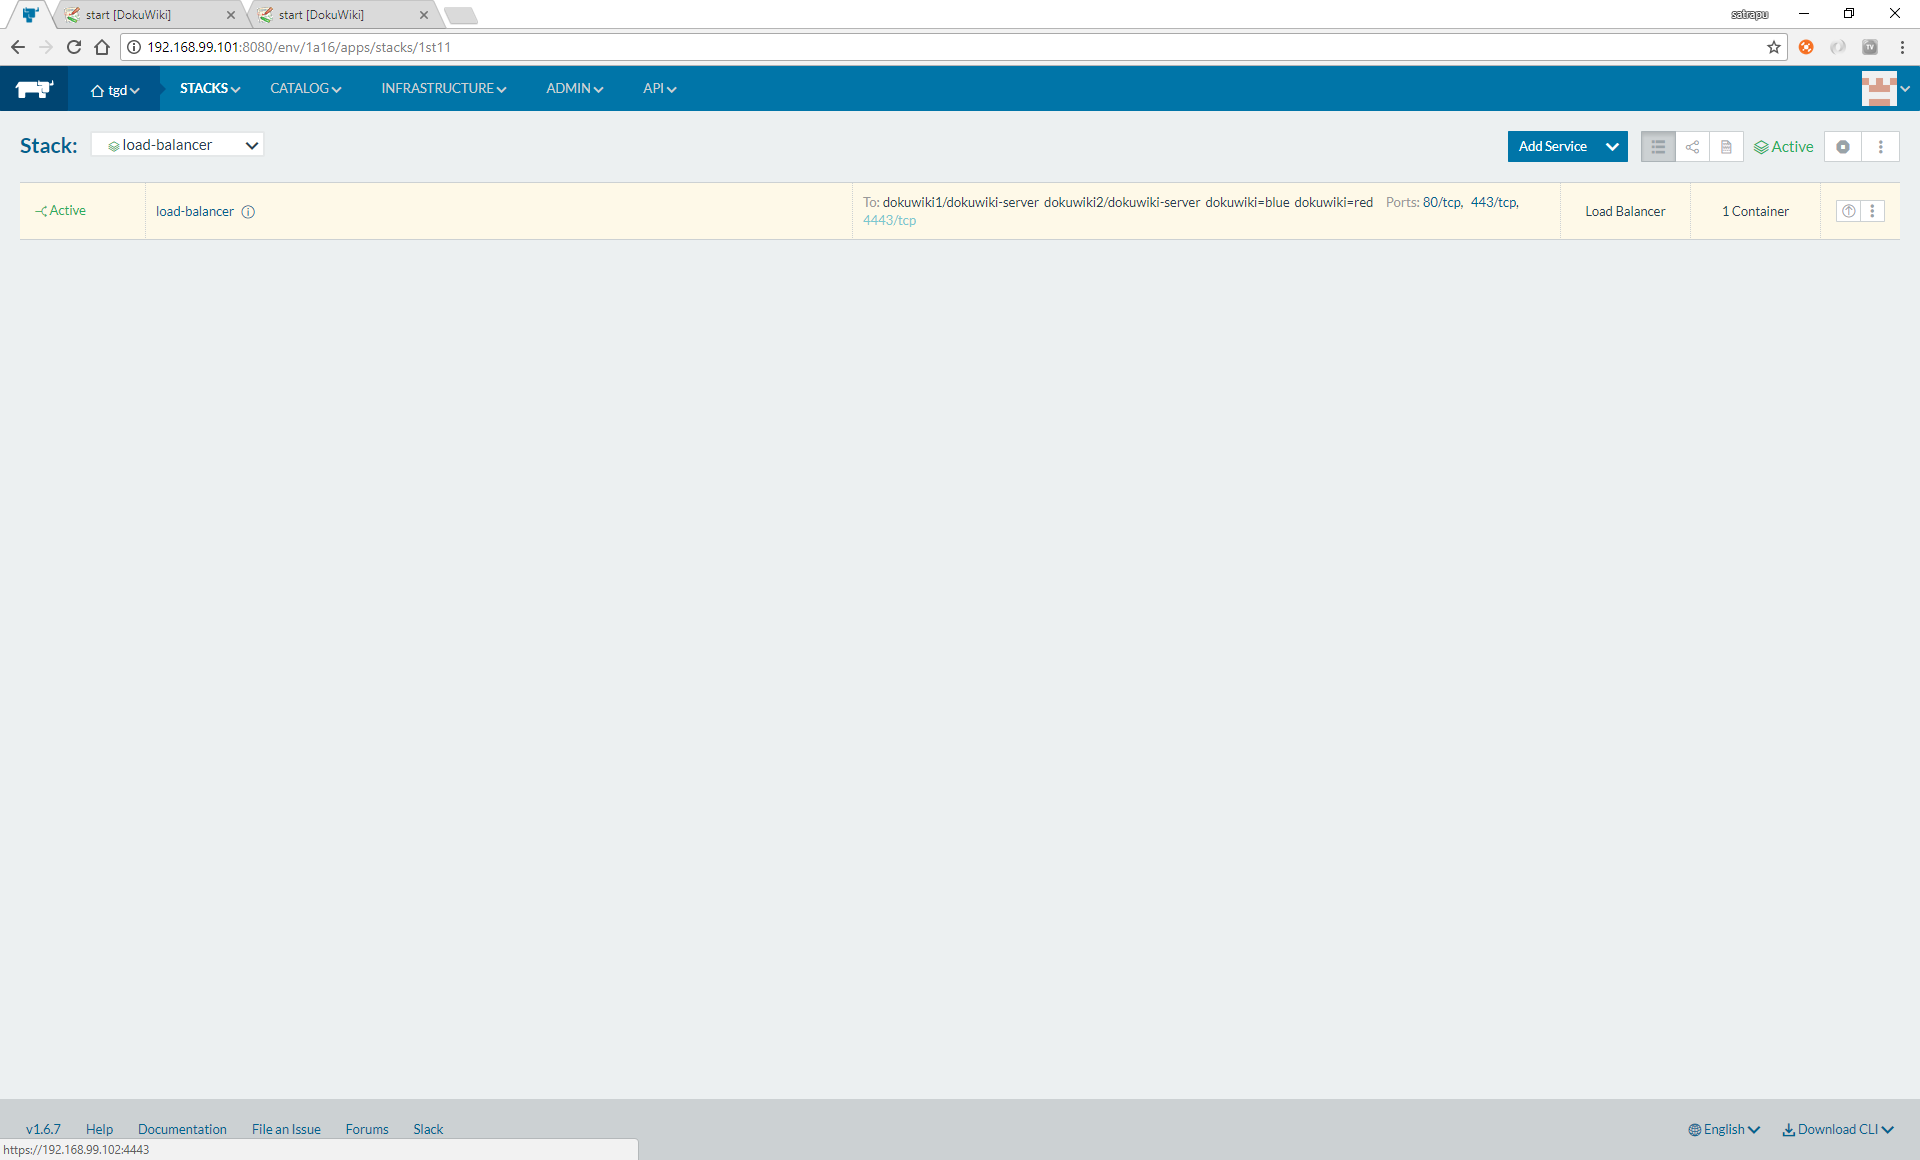 start [DokuWiki]
start [DokuWiki]
satrapu
192.168.99.101:8080/env/1a16/apps/stacks/1st11
TV
tgd STACKS CATALOG INFRASTRUCTURE ADMIN API
Stack: load-balancer Add Service Active
Active load-balancer To: dokuwiki1/dokuwiki-server dokuwiki2/dokuwiki-server dokuwiki=blue dokuwiki=red Ports: 80/tcp, 443/tcp,
4443/tcp
Load Balancer 1 Container
v1.6.7 Help Documentation File an Issue Forums Slack English Download CLI
https://192.168.99.102:4443